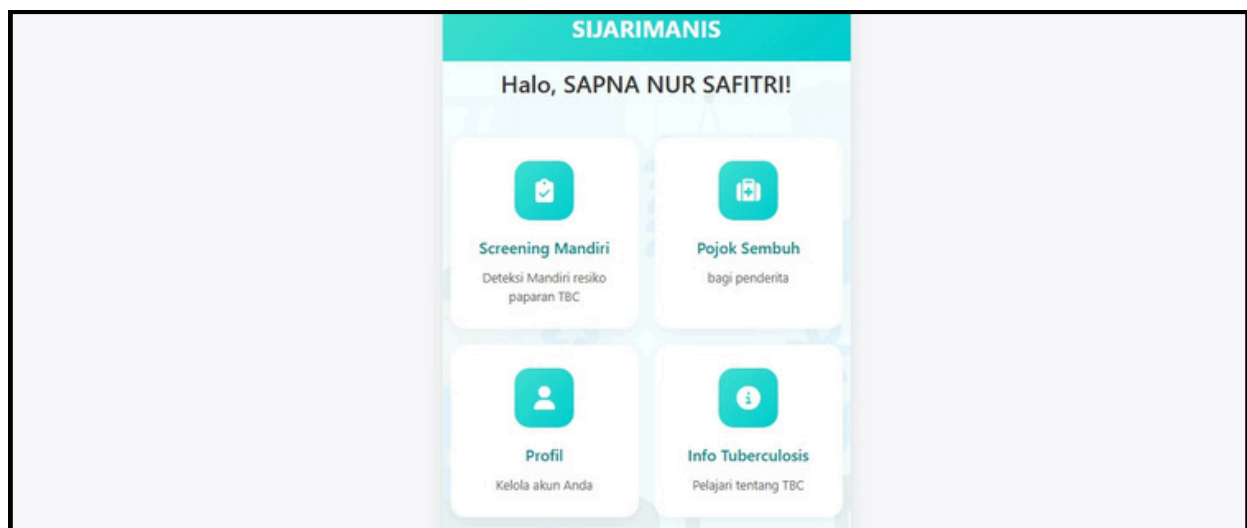 SIJARIMANIS
Halo, SAPNA NUR SAFITRI!
Screening Mandiri
Deteksi Mandiri resiko
paparan TBC
Pojok Sembuh
bagi penderita
Profil
Kelola akun Anda
Info Tuberculosis
Pelajari tentang TBC